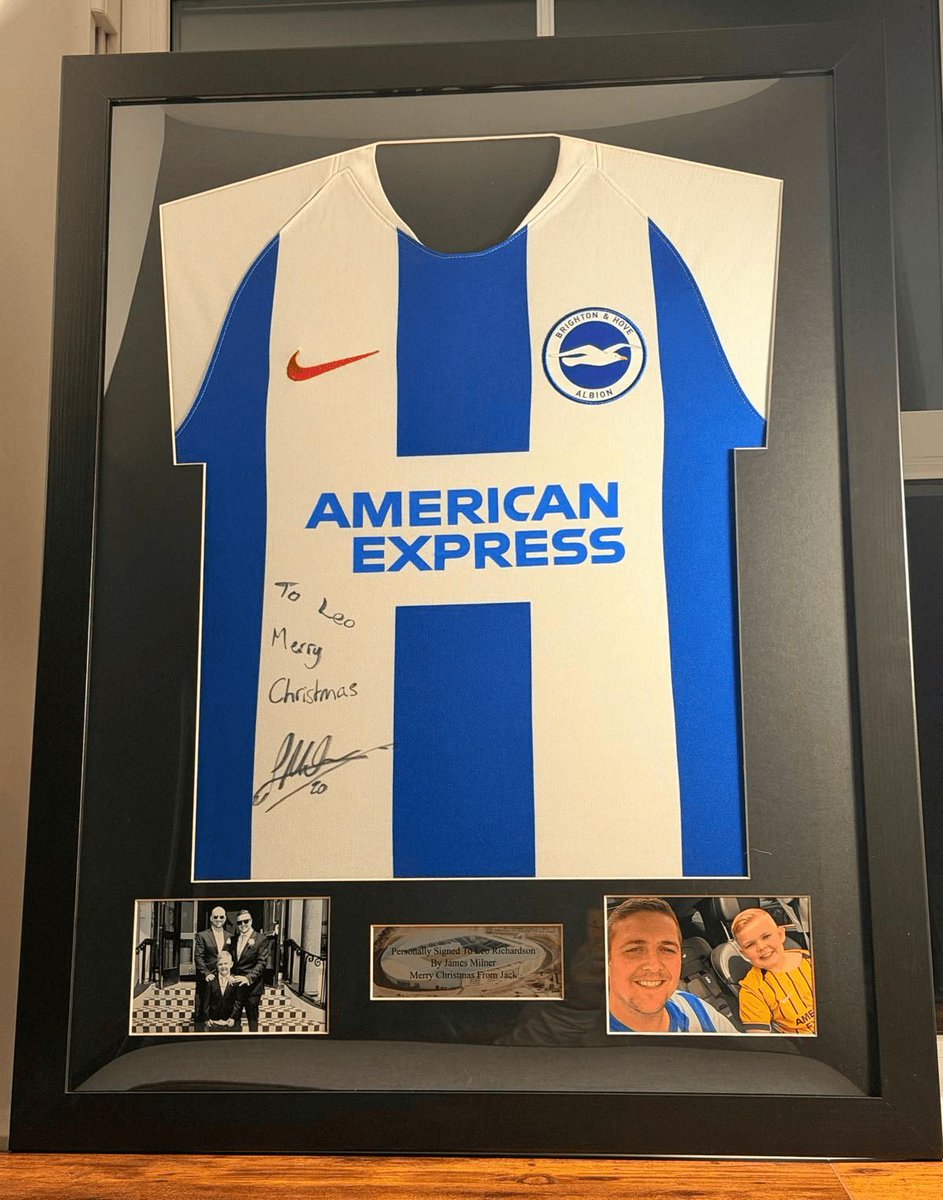 BRIGHTON & HOVE
ALBION
AMERICAN
EXPRESS
To Leo
Merry
Christmas
20
Personally Signed To Leo Richardson
By James Milner
Merry Christmas From Jack
AME
E